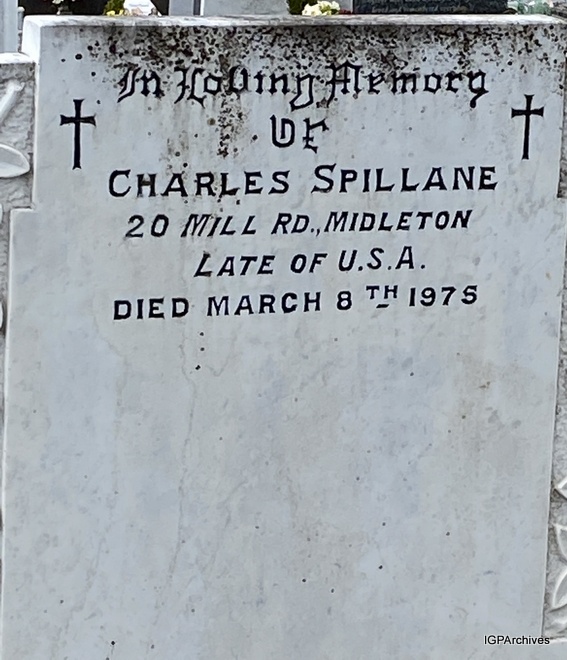 In Loving Memory
OF
CHARLES SPILLANE
20 MILL RD., MIDLETON
LATE OF U.S.A.
DIED MARCH 8TH 1975
IGPArchives